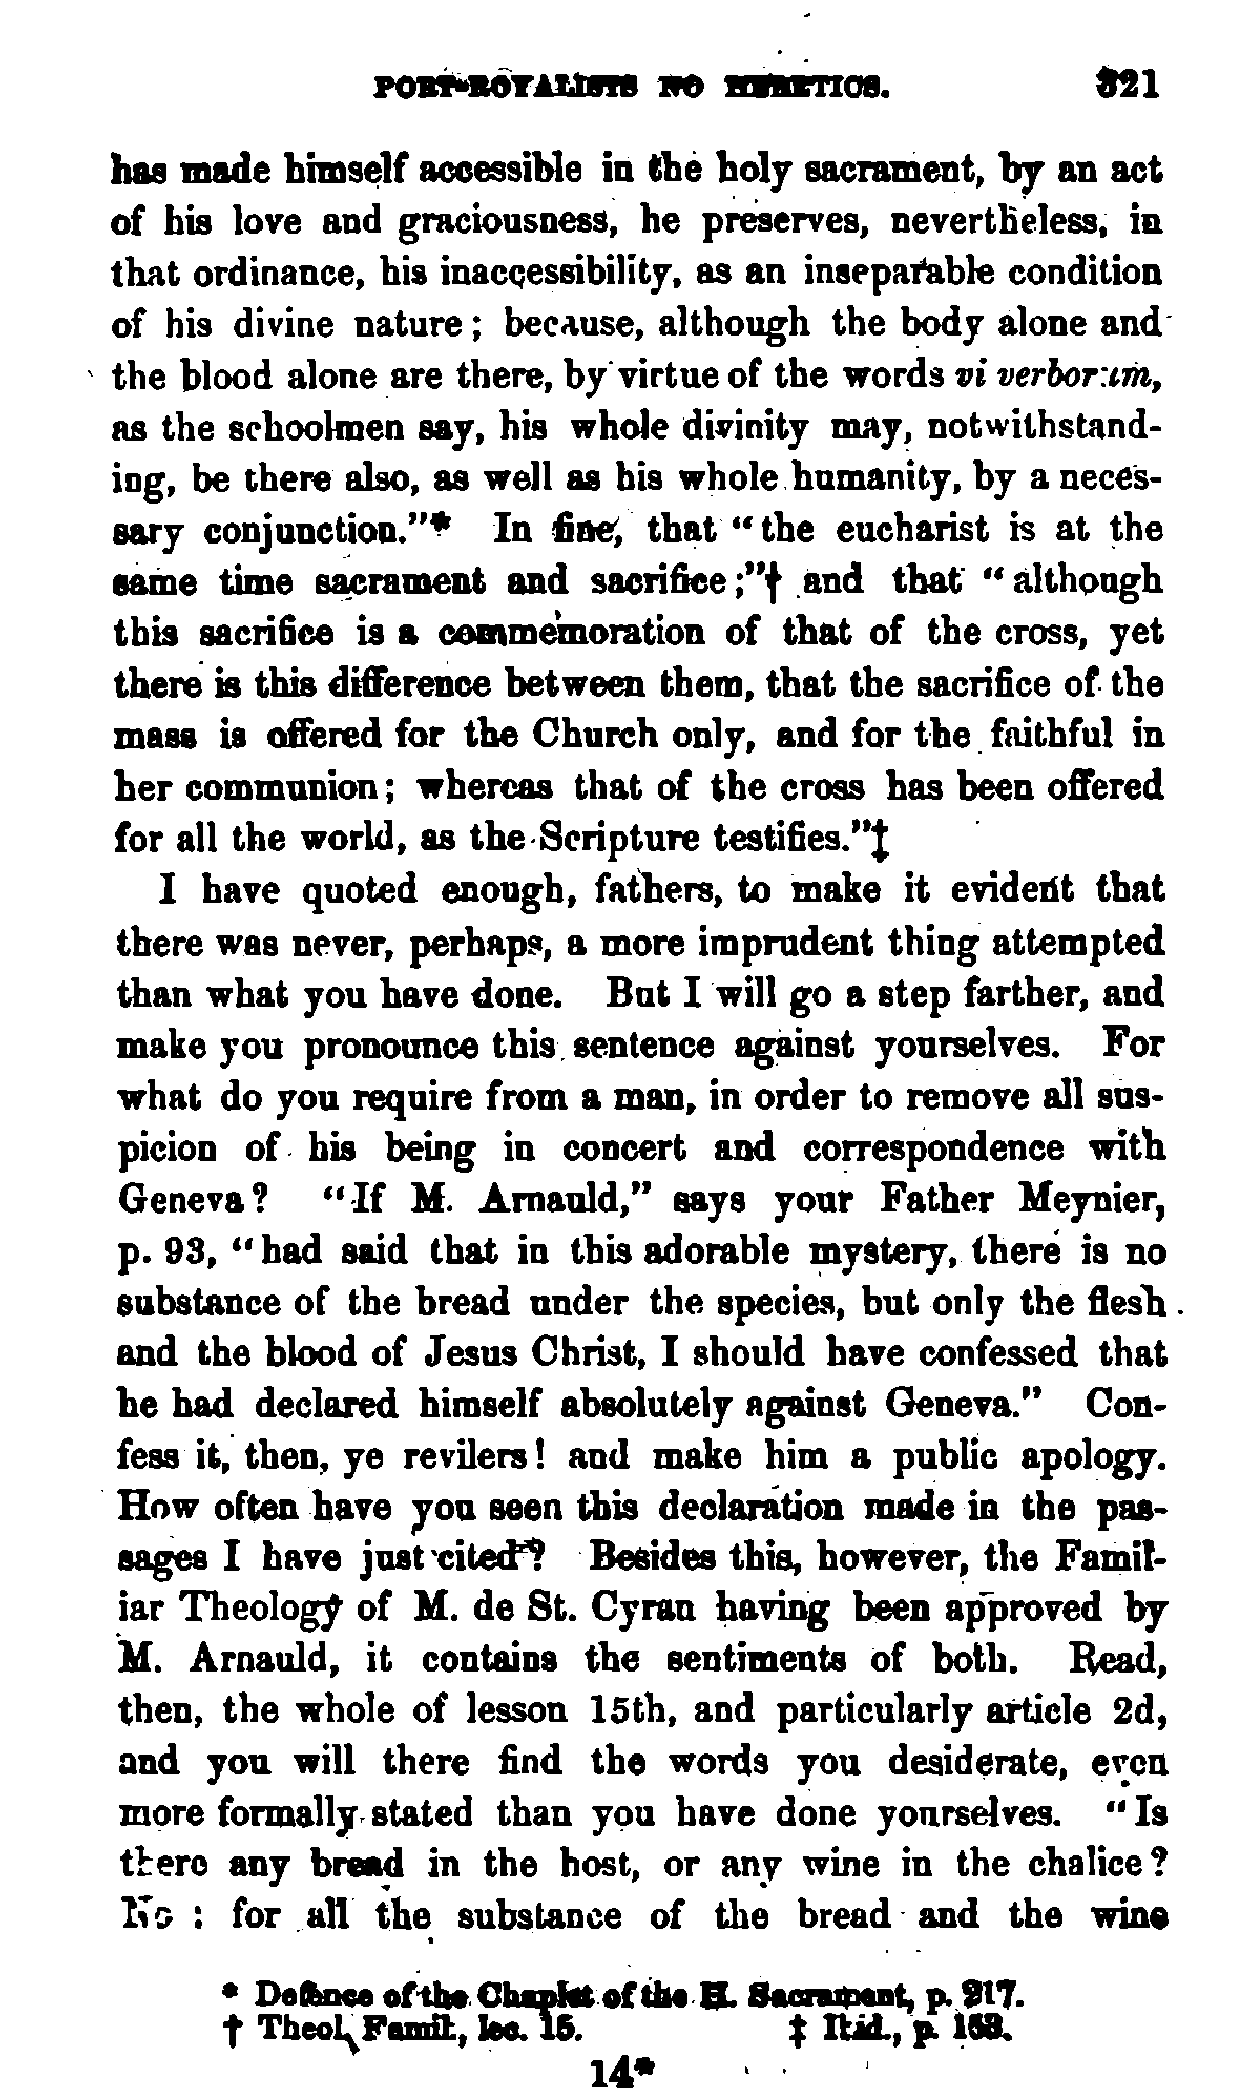 PORT-ROYALISTS NO HERETICS. 321
has made himself accessible in the holy sacrament, by an act
of his love and graciousness, he preserves, nevertheless, in
that ordinance, his inaccessibility, as an inseparable condition
of his divine nature; because, although the body alone and
the blood alone are there, by virtue of the words vi verborum,
as the schoolmen say, his whole divinity may, notwithstand-
ing, be there also, as well as his whole humanity, by a neces-
sary conjunction."* In fine, that "the eucharist is at the
same time sacrament and sacrifice;"† and that "although
this sacrifice is a commemoration of that of the cross, yet
there is this difference between them, that the sacrifice of the
mass is offered for the Church only, and for the faithful in
her communion; whereas that of the cross has been offered
for all the world, as the Scripture testifies."‡
I have quoted enough, fathers, to make it evident that
there was never, perhaps, a more imprudent thing attempted
than what you have done. But I will go a step farther, and
make you pronounce this sentence against yourselves. For
what do you require from a man, in order to remove all sus-
picion of his being in concert and correspondence with
Geneva? "If M. Arnauld," says your Father Meynier,
p. 93, "had said that in this adorable mystery, there is no
substance of the bread under the species, but only the flesh
and the blood of Jesus Christ, I should have confessed that
he had declared himself absolutely against Geneva." Con-
fess it, then, ye revilers! and make him a public apology.
How often have you seen this declaration made in the pas-
sages I have just cited? Besides this, however, the Famil-
iar Theology of M. de St. Cyran having been approved by
M. Arnauld, it contains the sentiments of both. Read,
then, the whole of lesson 15th, and particularly article 2d,
and you will there find the words you desiderate, even
more formally stated than you have done yourselves. "Is
there any bread in the host, or any wine in the chalice?
No: for all the substance of the bread and the wine
* Defence of the Chaplet of the H. Sacrament, p. 217.
† Theol. Famil., lec. 15. ‡ Ibid., p. 153.
14*